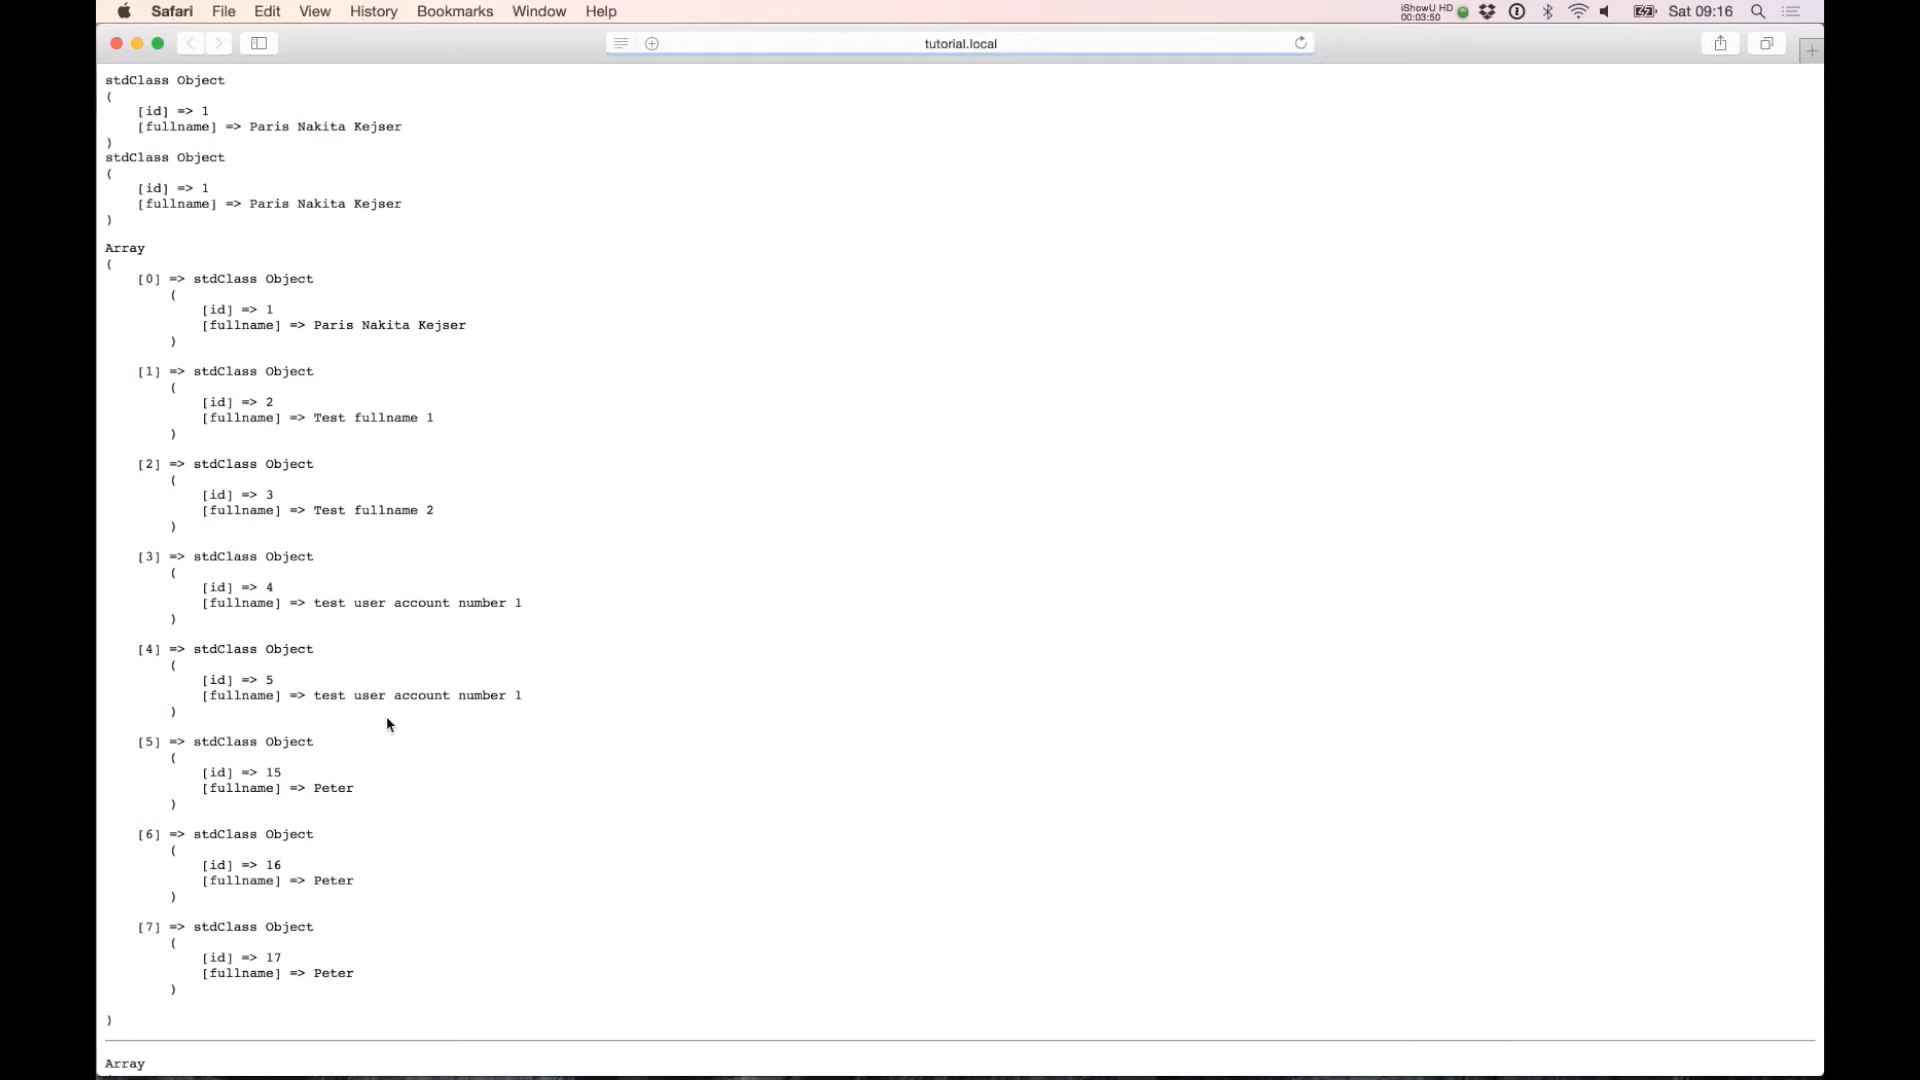 Safari File Edit View History Bookmarks Window Help
iShowU HD
00:03:50
Sat 09:16
tutorial.local
stdClass Object
(
[id] => 1
[fullname] => Paris Nakita Kejser
)
stdClass Object
(
[id] => 1
[fullname] => Paris Nakita Kejser
)
Array
(
[0] => stdClass Object
(
[id] => 1
[fullname] => Paris Nakita Kejser
)
[1] => stdClass Object
(
[id] => 2
[fullname] => Test fullname 1
)
[2] => stdClass Object
(
[id] => 3
[fullname] => Test fullname 2
)
[3] => stdClass Object
(
[id] => 4
[fullname] => test user account number 1
)
[4] => stdClass Object
(
[id] => 5
[fullname] => test user account number 1
)
[5] => stdClass Object
(
[id] => 15
[fullname] => Peter
)
[6] => stdClass Object
(
[id] => 16
[fullname] => Peter
)
[7] => stdClass Object
(
[id] => 17
[fullname] => Peter
)
)
Array